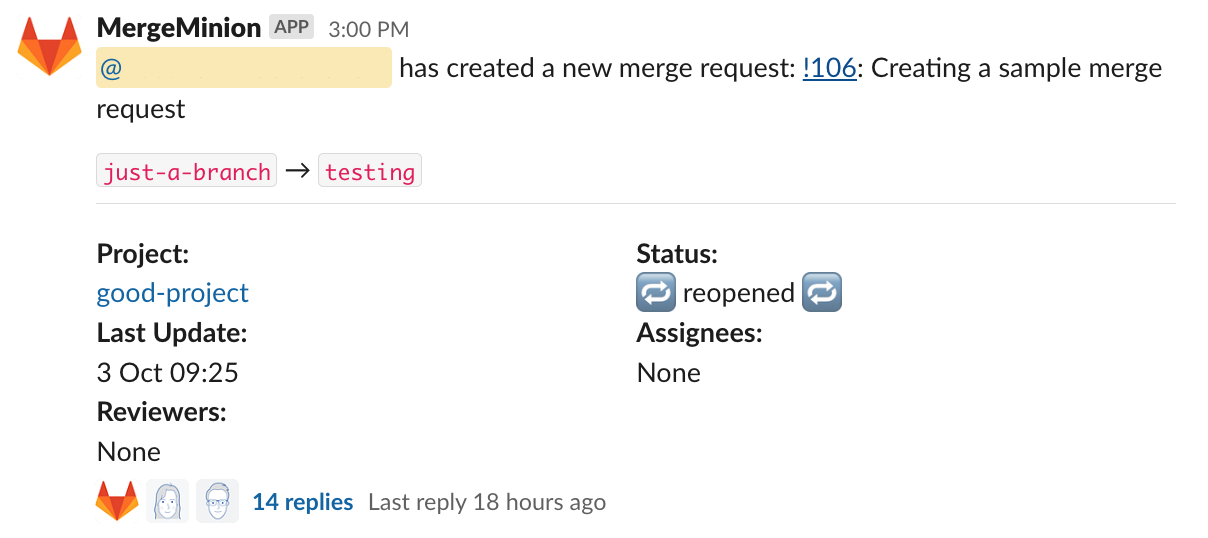 MergeMinion APP 3:00 PM
@ has created a new merge request: !106: Creating a sample merge
request
just-a-branch → testing
Project:
good-project
Status:
reopened
Last Update:
3 Oct 09:25
Assignees:
None
Reviewers:
None
14 replies Last reply 18 hours ago